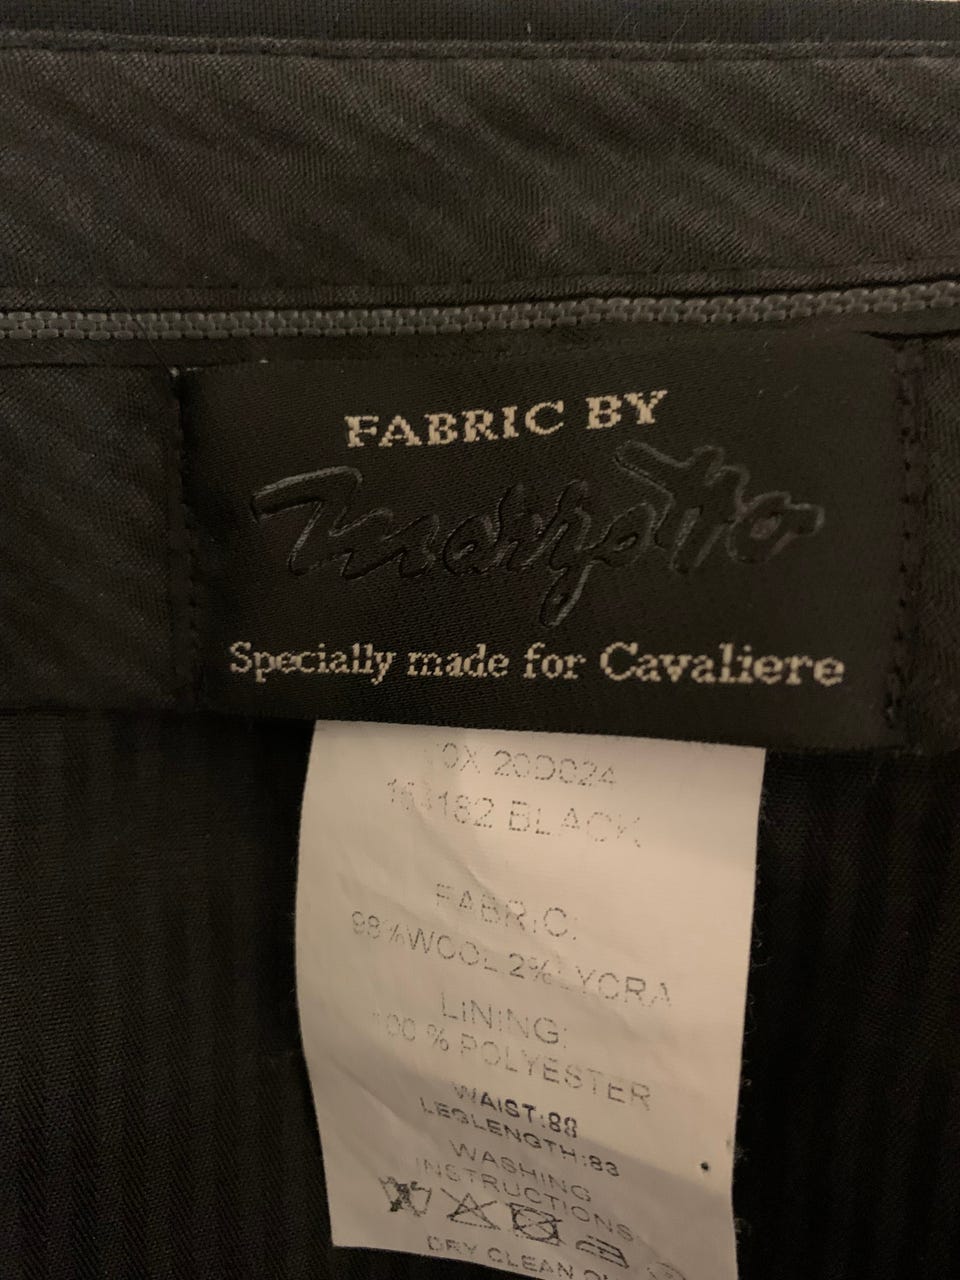 FABRIC BY
Marzotto
Specially made for Cavaliere
20D024
BLACK
FABRIC:
98%WOOL 2%LYCRA
LINING:
100 % POLYESTER
WAIST:88
LEGLENGTH:83
WASHING
INSTRUCTIONS
DRY CLEAN